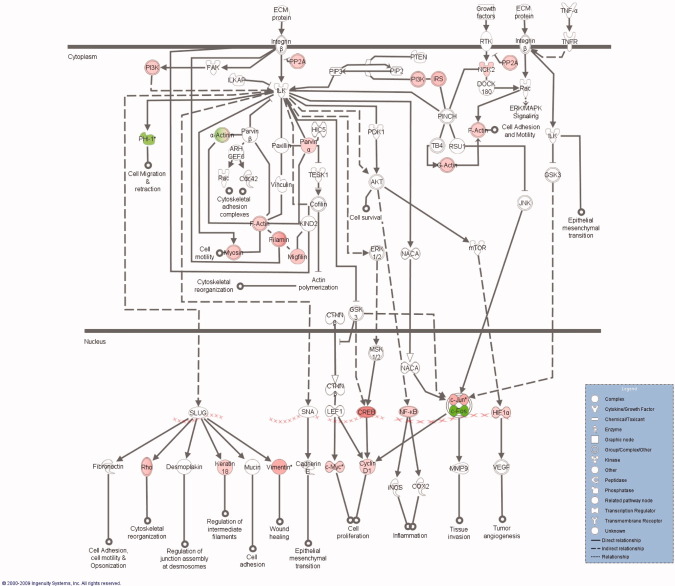 ECM
protein
Growth
factors
ECM
protein
TNF-α
Integrin
β
RTK
Integrin
β
TNFR
Cytoplasm
PI3K
FAK
PP2A
PIP3
PTEN
PIP2
PI3K
IRS
NCK2
PP2A
DOCK
180
Rac
ILKAP
ILK
ERK/MAPK
Signaling
PINCH
F-Actin
Cell Adhesion
and Motility
PHI-1*
α-Actinin
Parvin
β
Paxillin
HIC5
Parvin
α
PDK1
TB4
RSU1
ILK
Cell Migration &
retraction
ARH
GEF6
Rac
Cdc42
TESK1
G-Actin
AKT
GSK3
Vinculin
Cytoskeletal
adhesion
complexes
Cofilin
Cell survival
JNK
Epithelial
mesenchymal
transition
F-Actin
KIND2
Filamin
Cell
motility
Myosin
Migfilin
ERK
1/2
NACA
mTOR
Cytoskeletal
reorganization
Actin
polymerization
CTNN
β
GSK
3
Nucleus
MSK
1/2
NACA
CTNN
β
SLUG
SNA
LEF1
CREB
NF-κB
c-Jun*
c-Fos
HIF1α
Fibronectin
Rho
Desmoplakin
Keratin
18
Mucin
Vimentin*
Cadherin
E
c-Myc*
Cyclin
D1
iNOS
COX2
MMP9
VEGF
Cell Adhesion,
cell motility &
Opsonization
Cytoskeletal
reorganization
Regulation of
junction assembly
at desmosomes
Regulation of
intermediate
filaments
Cell
adhesion
Wound
healing
Epithelial
mesenchymal
transition
Cell
proliferation
Inflammation
Tissue
invasion
Tumor
angiogenesis
Legend
Complex
Cytokine/Growth Factor
Chemical/Toxicant
Enzyme
Graphic node
Group/Complex/Other
Kinase
Other
Peptidase
Phosphatase
Related pathway node
Transcription Regulator
Transmembrane Receptor
Unknown
Direct relationship
Indirect relationship
Relationship
© 2000-2009 Ingenuity Systems, Inc. All rights reserved.